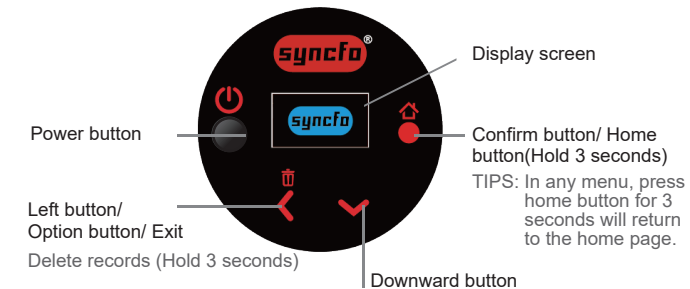 syncfo®
Display screen
syncfo
Power button
Confirm button/ Home
button(Hold 3 seconds)
TIPS: In any menu, press
home button for 3
seconds will return
to the home page.
Left button/
Option button/ Exit
Delete records (Hold 3 seconds)
Downward button